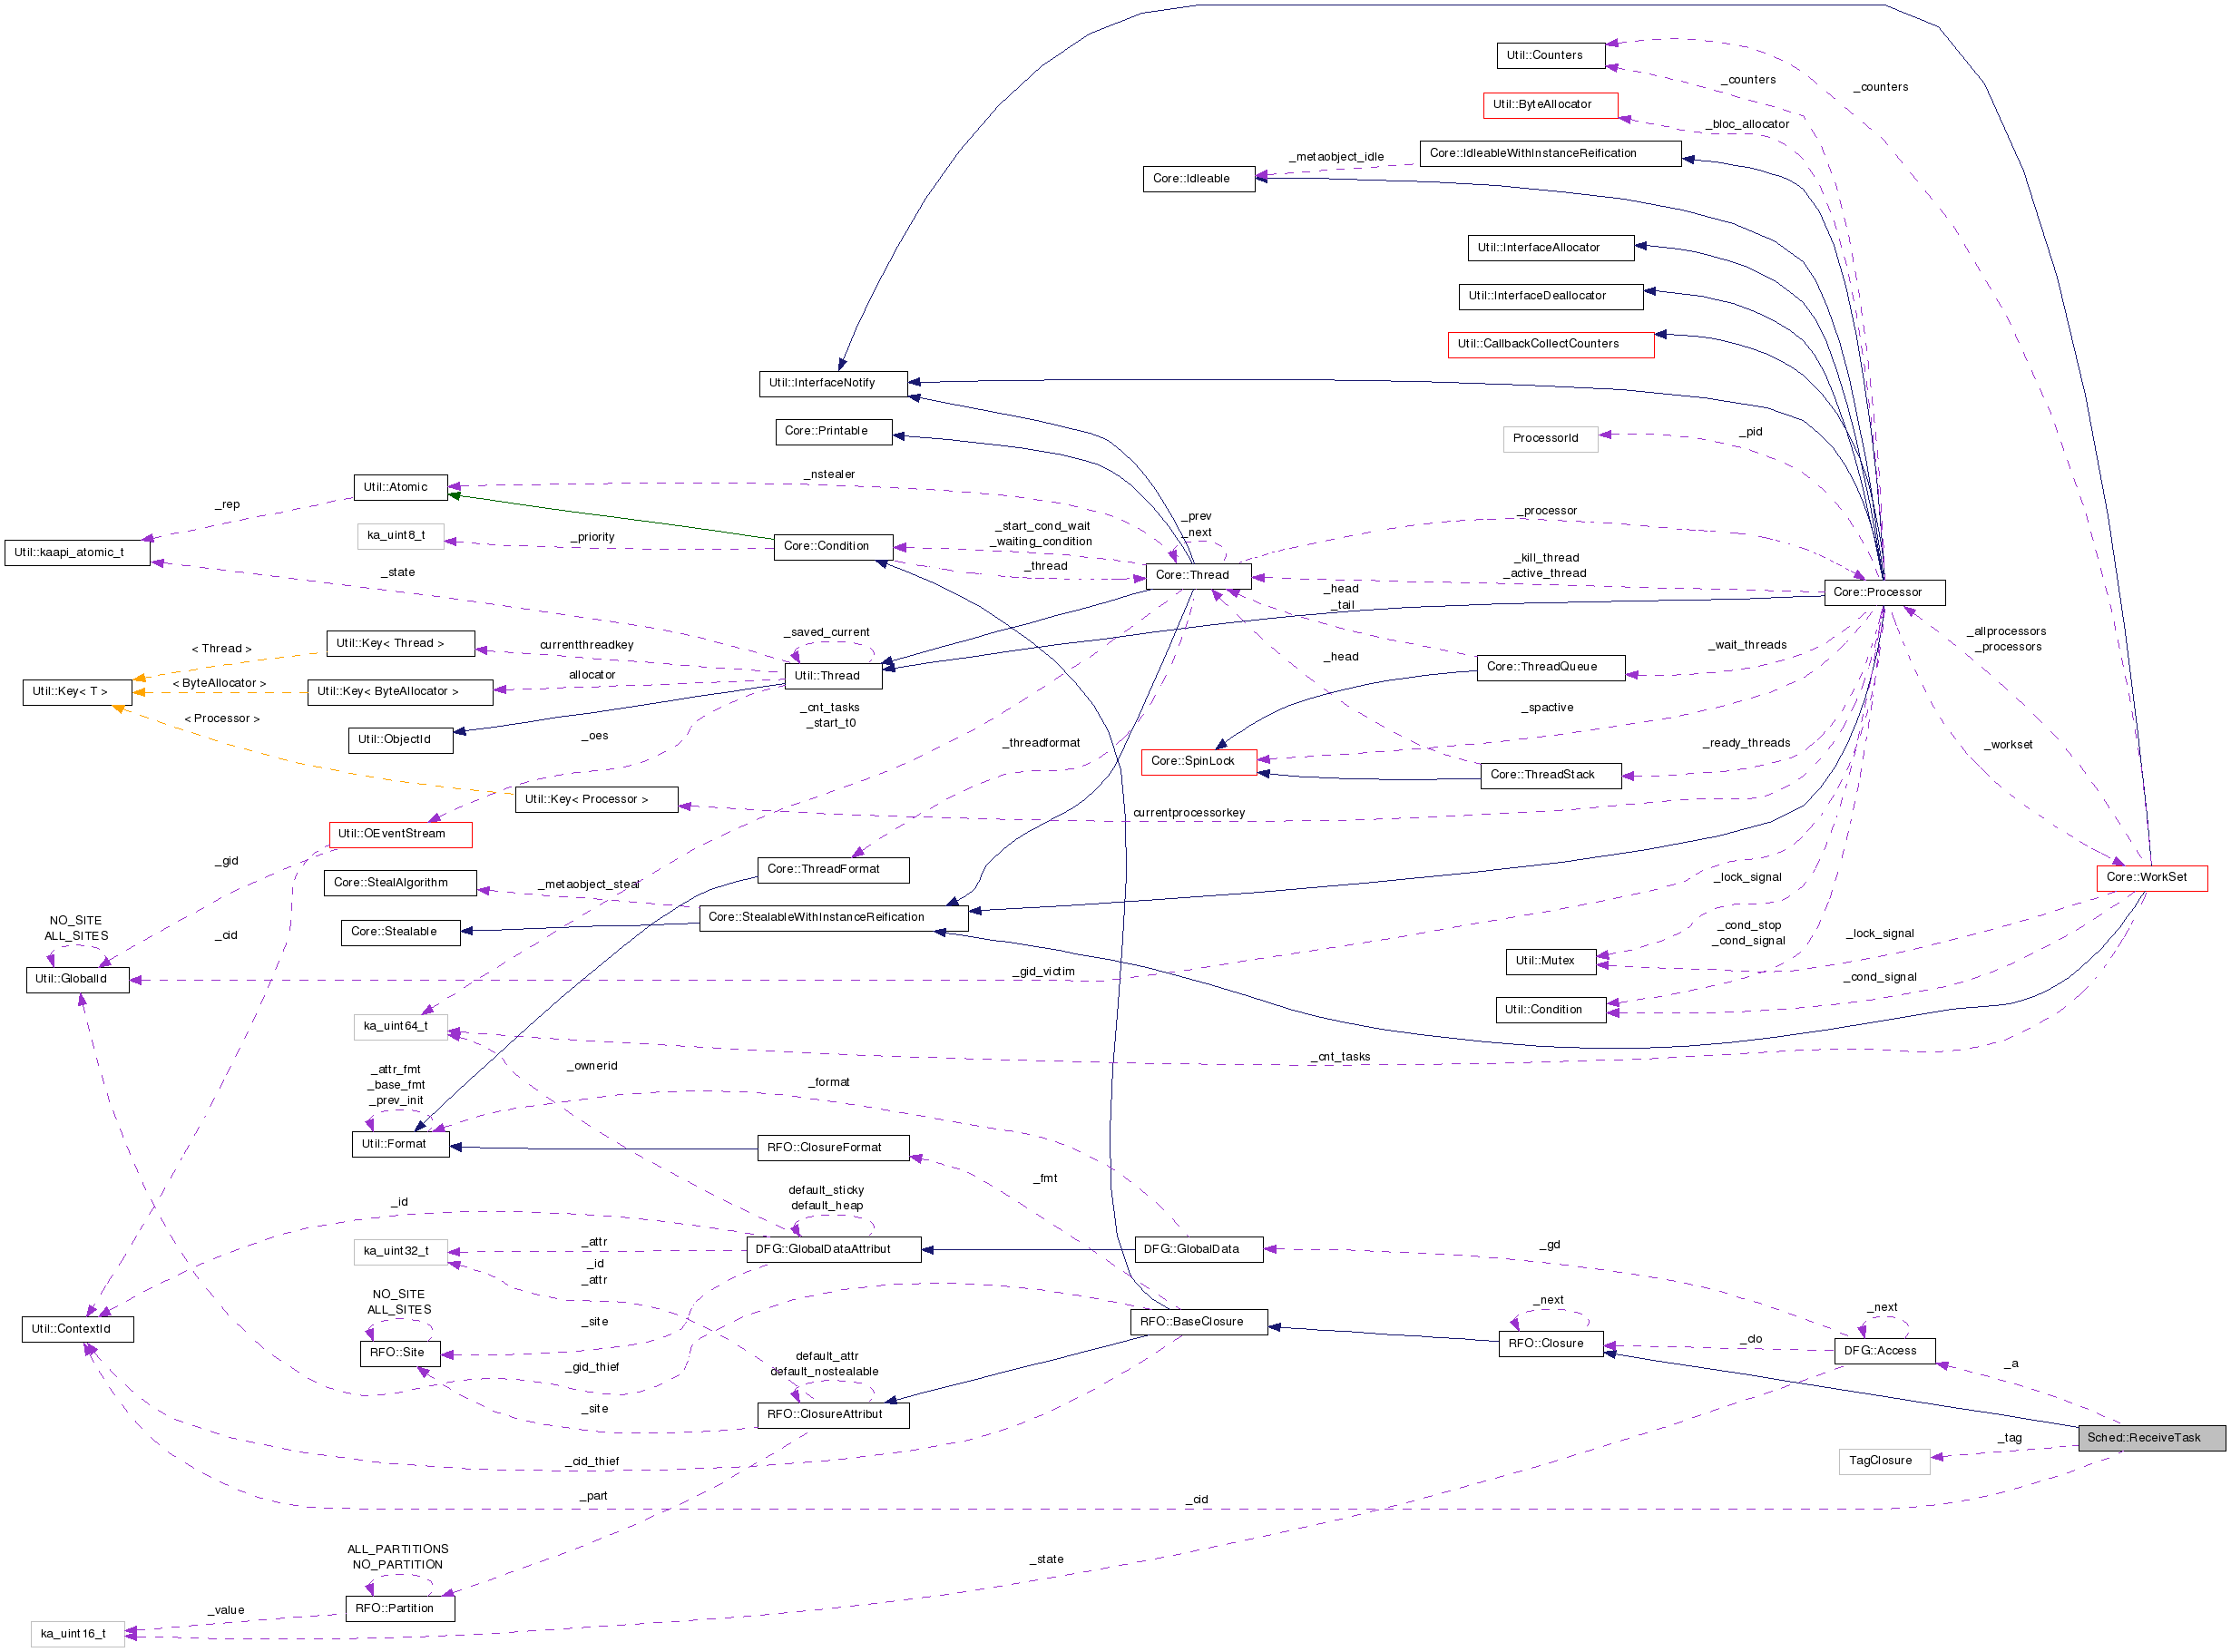 Util::Counters
_counters
_counters
Util::ByteAllocator
_bloc_allocator
Core::IdleableWithInstanceReification
_metaobject_idle
Core::Idleable
Util::InterfaceAllocator
Util::InterfaceDeallocator
Util::CallbackCollectCounters
Util::InterfaceNotify
Core::Printable
ProcessorId
_pid
_nstealer
Util::Atomic
_rep
_prev
_next
_processor
_start_cond_wait
_waiting_condition
ka_uint8_t
_priority
Core::Condition
Util::kaapi_atomic_t
_kill_thread
_active_thread
_thread
Core::Thread
_state
_head
_tail
Core::Processor
_saved_current
_allprocessors
_processors
Util::Key< Thread >
< Thread >
currentthreadkey
_wait_threads
_head
Core::ThreadQueue
Util::Thread
allocator
< ByteAllocator >
Util::Key< T >
Util::Key< ByteAllocator >
_cnt_tasks
_start_t0
_spactive
< Processor >
Util::ObjectId
_oes
_threadformat
_ready_threads
_workset
Core::SpinLock
Core::ThreadStack
Util::Key< Processor >
currentprocessorkey
Util::OEventStream
_gid
Core::ThreadFormat
Core::StealAlgorithm
_metaobject_steal
_lock_signal
Core::WorkSet
NO_SITE
ALL_SITES
Core::StealableWithInstanceReification
Core::Stealable
_cid
_cond_stop
_cond_signal
_lock_signal
Util::Mutex
Util::GlobalId
_gid_victim
_cond_signal
Util::Condition
ka_uint64_t
_cnt_tasks
_ownerid
_attr_fmt
_base_fmt
_prev_init
_format
Util::Format
RFO::ClosureFormat
_fmt
_id
default_sticky
default_heap
ka_uint32_t
_attr
DFG::GlobalDataAttribut
DFG::GlobalData
_gd
_id
_attr
NO_SITE
ALL_SITES
_next
_next
Util::ContextId
_site
RFO::BaseClosure
RFO::Closure
_clo
DFG::Access
RFO::Site
_gid_thief
default_attr
default_nostealable
_a
_site
RFO::ClosureAttribut
_tag
Sched::ReceiveTask
_cid_thief
TagClosure
_part
_cid
ALL_PARTITIONS
NO_PARTITION
_state
RFO::Partition
_value
ka_uint16_t